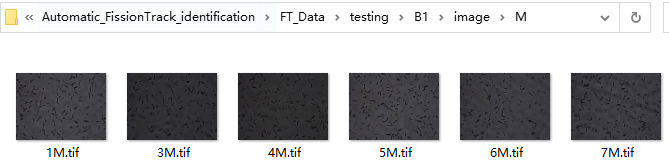 « Automatic_FissionTrack_identification > FT_Data > testing > B1 > image > M
1M.tif 3M.tif 4M.tif 5M.tif 6M.tif 7M.tif